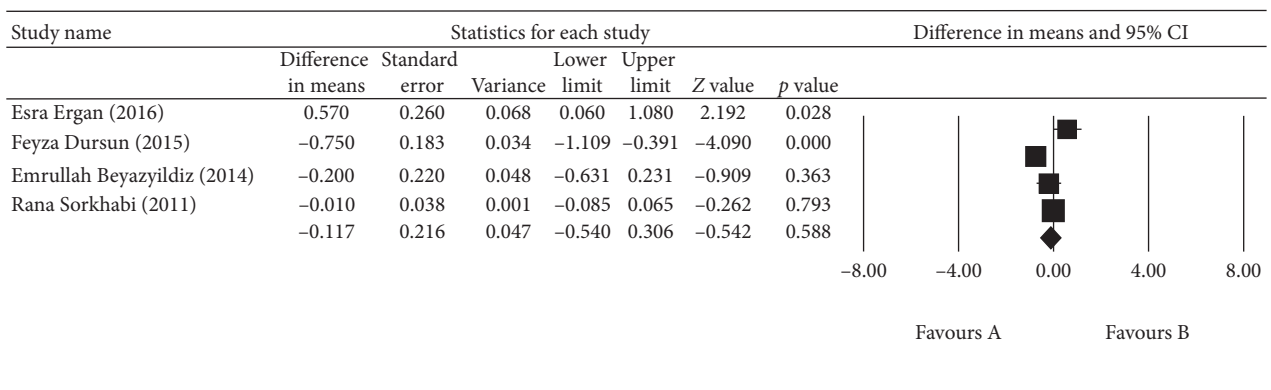 Study name Statistics for each study Difference in means and 95% CI
Difference in means Standard error Variance Lower limit Upper limit Z value p value
Esra Ergan (2016) 0.570 0.260 0.068 0.060 1.080 2.192 0.028
Feyza Dursun (2015) –0.750 0.183 0.034 –1.109 –0.391 –4.090 0.000
Emrullah Beyazyildiz (2014) –0.200 0.220 0.048 –0.631 0.231 –0.909 0.363
Rana Sorkhabi (2011) –0.010 0.038 0.001 –0.085 0.065 –0.262 0.793
–0.117 0.216 0.047 –0.540 0.306 –0.542 0.588
–8.00 –4.00 0.00 4.00 8.00
Favours A Favours B